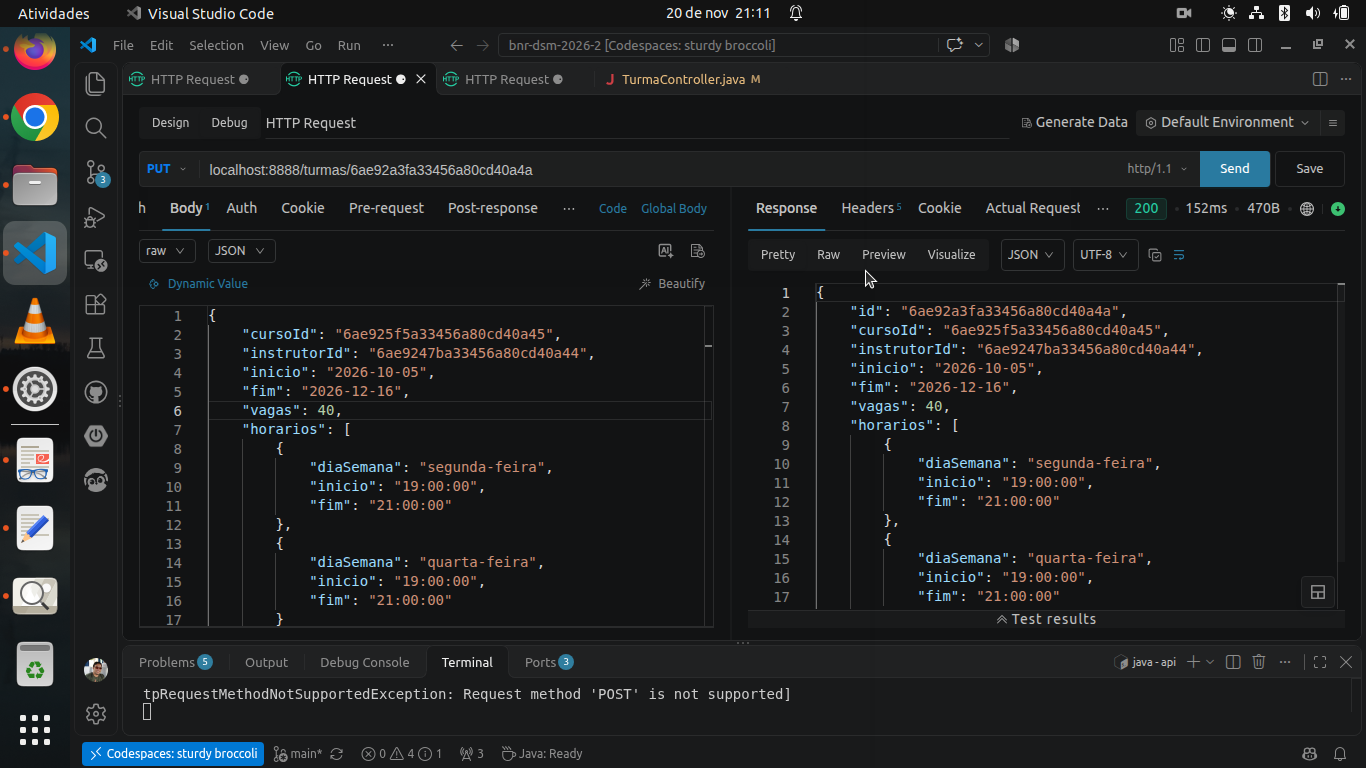 Atividades
Visual Studio Code
20 de nov 21:11
File Edit Selection View Go Run ...
bnr-dsm-2026-2 [Codespaces: sturdy broccoli]
HTTP HTTP Request
HTTP HTTP Request
HTTP HTTP Request
J TurmaController.java M
Design Debug HTTP Request
Generate Data
Default Environment
PUT localhost:8888/turmas/6ae92a3fa33456a80cd40a4a http/1.1 Send Save
h Body 1 Auth Cookie Pre-request Post-response ... Code Global Body
raw JSON
Dynamic Value Beautify
1 {
2 "cursoId": "6ae925f5a33456a80cd40a45",
3 "instrutorId": "6ae9247ba33456a80cd40a44",
4 "inicio": "2026-10-05",
5 "fim": "2026-12-16",
6 "vagas": 40,
7 "horarios": [
8 {
9 "diaSemana": "segunda-feira",
10 "inicio": "19:00:00",
11 "fim": "21:00:00"
12 },
13 {
14 "diaSemana": "quarta-feira",
15 "inicio": "19:00:00",
16 "fim": "21:00:00"
17 }
Response Headers 5 Cookie Actual Request ... 200 152ms 470B
Pretty Raw Preview Visualize JSON UTF-8
1 {
2 "id": "6ae92a3fa33456a80cd40a4a",
3 "cursoId": "6ae925f5a33456a80cd40a45",
4 "instrutorId": "6ae9247ba33456a80cd40a44",
5 "inicio": "2026-10-05",
6 "fim": "2026-12-16",
7 "vagas": 40,
8 "horarios": [
9 {
10 "diaSemana": "segunda-feira",
11 "inicio": "19:00:00",
12 "fim": "21:00:00"
13 },
14 {
15 "diaSemana": "quarta-feira",
16 "inicio": "19:00:00",
17 "fim": "21:00:00"
Test results
3
Problems 5 Output Debug Console Terminal Ports 3 java - api
tpRequestMethodNotSupportedException: Request method 'POST' is not supported]
Codespaces: sturdy broccoli main* 0 4 1 3 Java: Ready